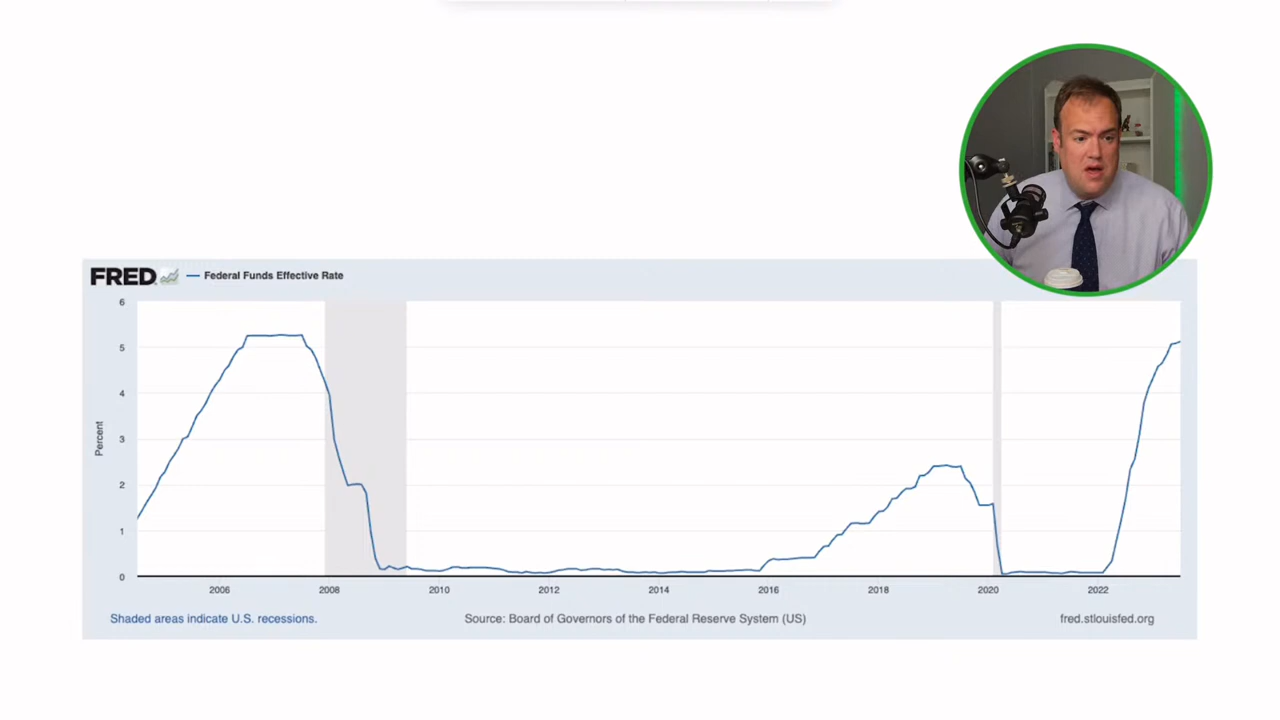 FRED
Federal Funds Effective Rate
6
5
4
3
2
1
0
Percent
2006 2008 2010 2012 2014 2016 2018 2020 2022
Shaded areas indicate U.S. recessions. Source: Board of Governors of the Federal Reserve System (US) fred.stlouisfed.org